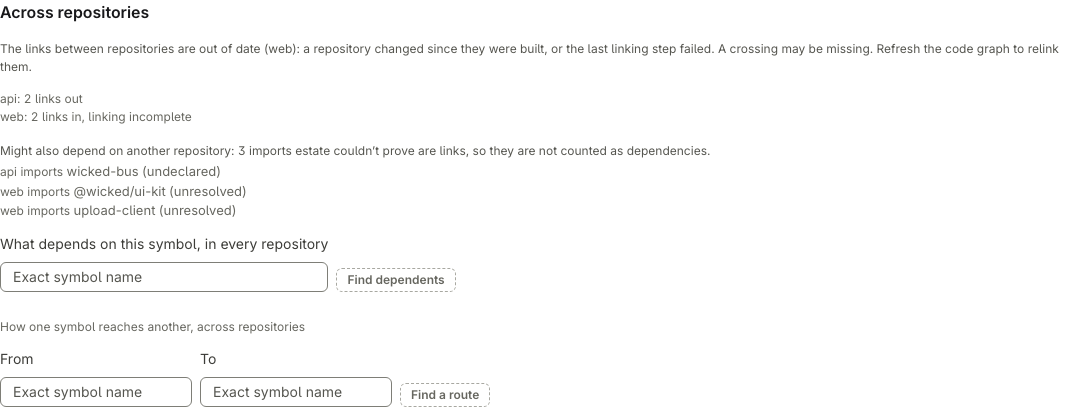 Across repositories
The links between repositories are out of date (web): a repository changed since they were built, or the last linking step failed. A crossing may be missing. Refresh the code graph to relink
them.
api: 2 links out
web: 2 links in, linking incomplete
Might also depend on another repository: 3 imports estate couldn’t prove are links, so they are not counted as dependencies.
api imports wicked-bus (undeclared)
web imports @wicked/ui-kit (unresolved)
web imports upload-client (unresolved)
What depends on this symbol, in every repository
Exact symbol name Find dependents
How one symbol reaches another, across repositories
From To
Exact symbol name Exact symbol name Find a route